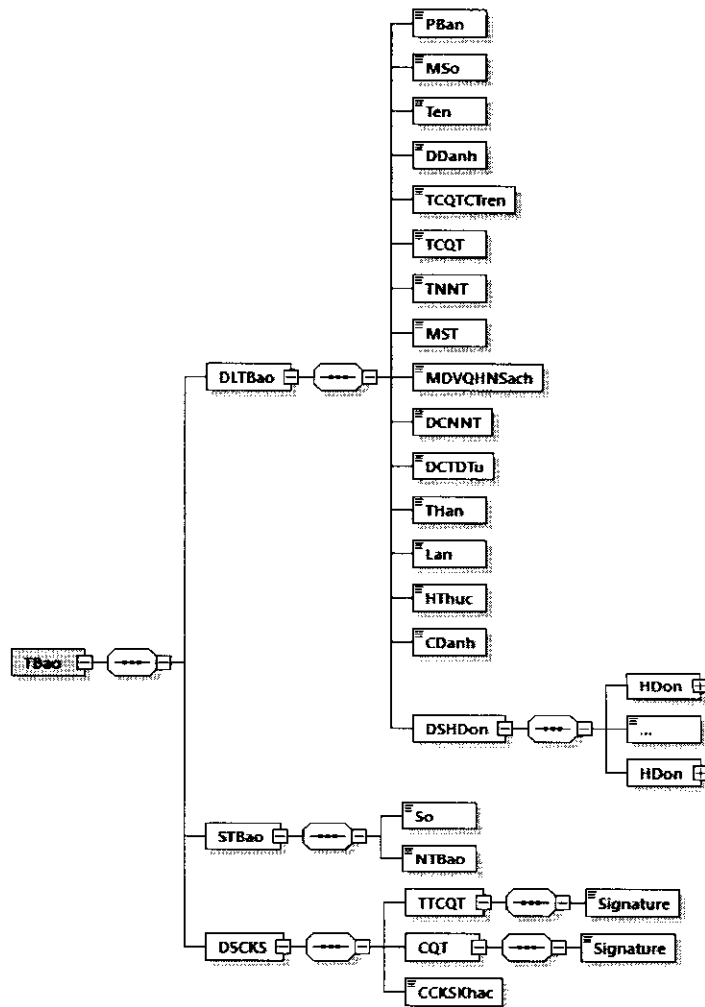 PBan
MSo
Ten
DDanh
TCQTCTren
TCQT
TNNT
MST
DLTBao
MDVQHNSach
DCNNT
DCTDTu
THan
Lan
HThuc
CDanh
TBao
HDon
DSHDon
...
HDon
So
STBao
NTBao
TTCQT
Signature
DSCKS
CQT
Signature
CCKSKhac